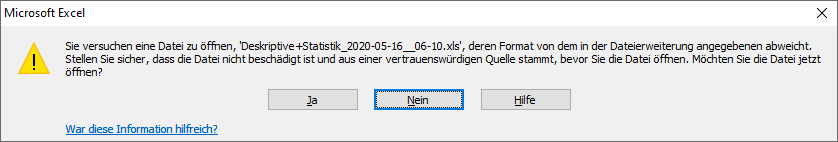 Microsoft Excel
Sie versuchen eine Datei zu öffnen, 'Deskriptive+Statistik_2020-05-16__06-10.xls', deren Format von dem in der Dateierweiterung angegebenen abweicht.
Stellen Sie sicher, dass die Datei nicht beschädigt ist und aus einer vertrauenswürdigen Quelle stammt, bevor Sie die Datei öffnen. Möchten Sie die Datei jetzt
öffnen?
Ja Nein Hilfe
War diese Information hilfreich?